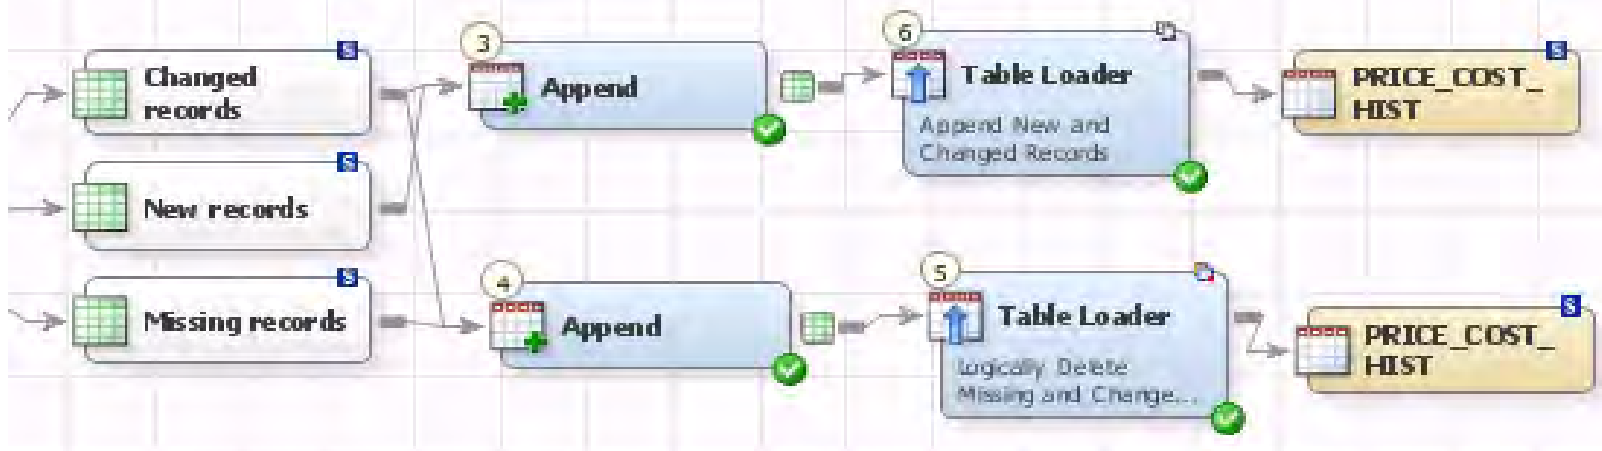 S
Changed
records
3
Append
6
Table Loader
Append New and
Changed Records
S
PRICE_COST_
HIST
S
New records
S
Missing records
4
Append
5
Table Loader
Logically Delete
Missing and Change...
S
PRICE_COST_
HIST